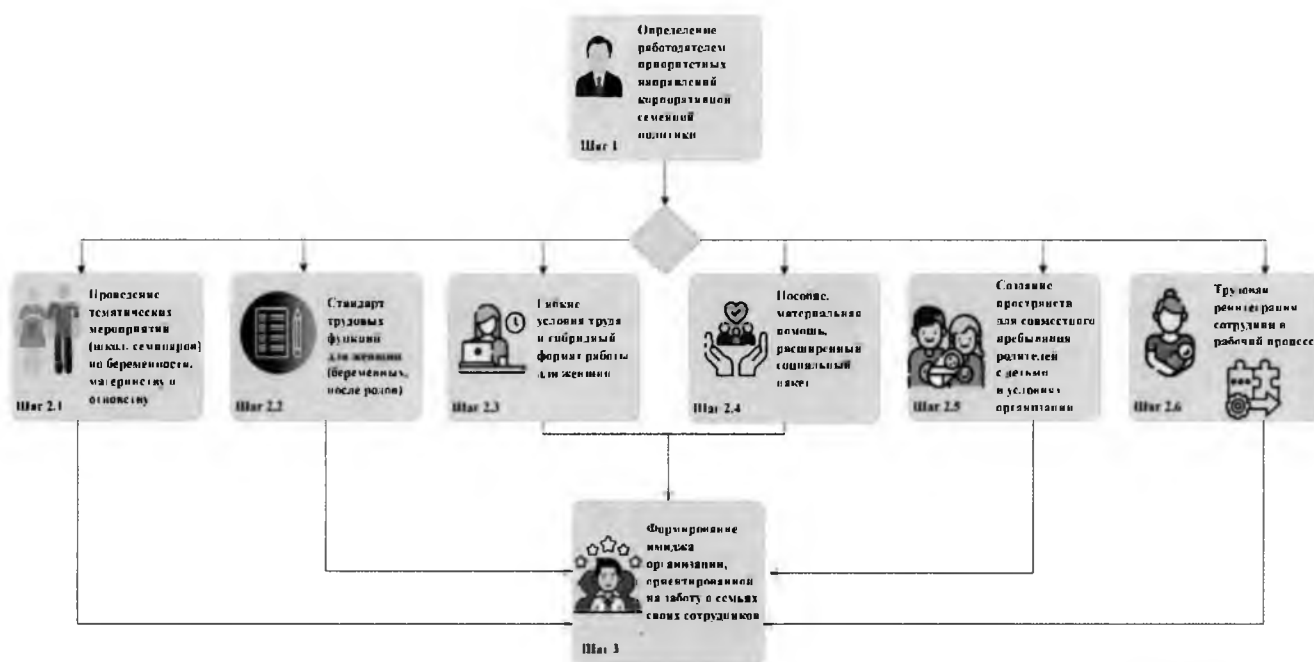 Определение
работодателем
приоритетных
направлений
корпоративной
семейной
политики
Шаг 1
Проведение
тематических
мероприятий
(школ, семинаров)
по беременности,
материнству и
отцовству
Шаг 2.1
Стандарт
трудовых
функций
для женщин
(беременных,
после родов)
Шаг 2.2
Гибкие
условия труда
и гибридный
формат работы
для женщин
Шаг 2.3
Пособие,
материальная
помощь,
расширенный
социальный
пакет
Шаг 2.4
Создание
пространств
для совместного
пребывания
родителей
с детьми
в условиях
организации
Шаг 2.5
Трудовая
реинтеграция
сотрудниц в
рабочий процесс
Шаг 2.6
Формирование
имиджа
организации,
ориентированной
на заботу о семьях
своих сотрудников
Шаг 3